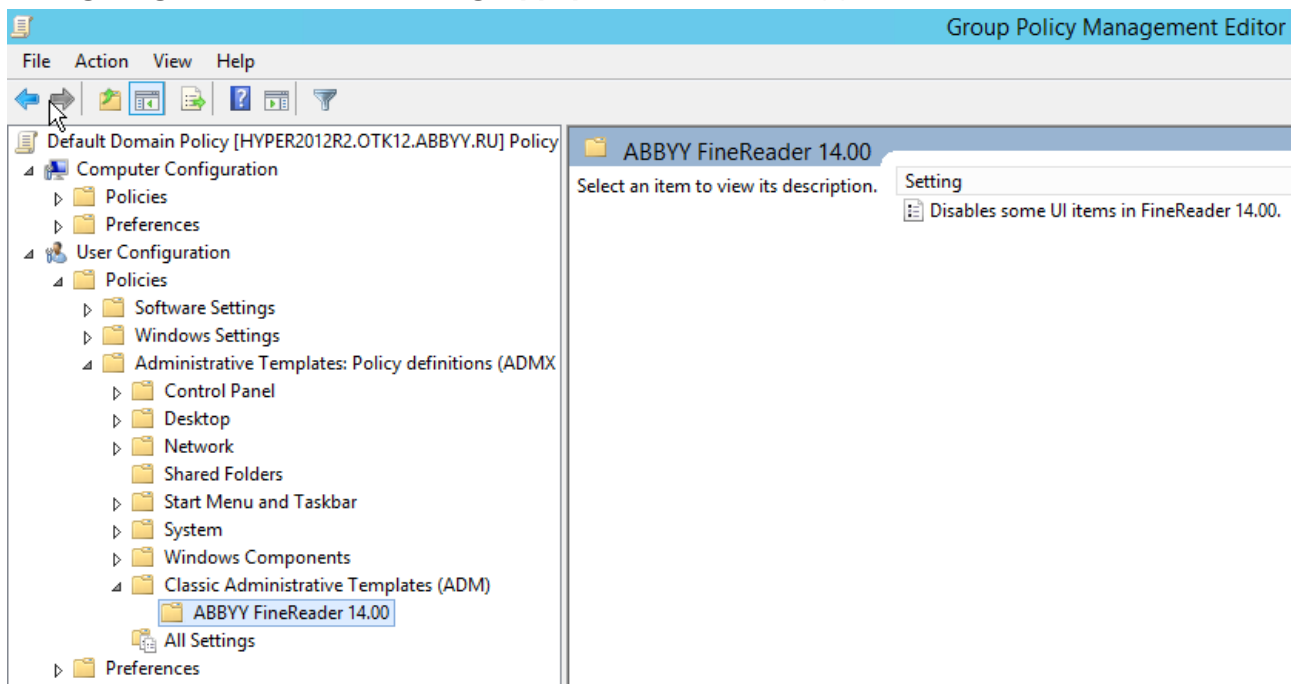 Group Policy Management Editor
File Action View Help
Default Domain Policy [HYPER2012R2.OTK12.ABBYY.RU] Policy
Computer Configuration
Policies
Preferences
User Configuration
Policies
Software Settings
Windows Settings
Administrative Templates: Policy definitions (ADMX
Control Panel
Desktop
Network
Shared Folders
Start Menu and Taskbar
System
Windows Components
Classic Administrative Templates (ADM)
ABBYY FineReader 14.00
All Settings
Preferences
ABBYY FineReader 14.00
Select an item to view its description.
Setting
Disables some UI items in FineReader 14.00.